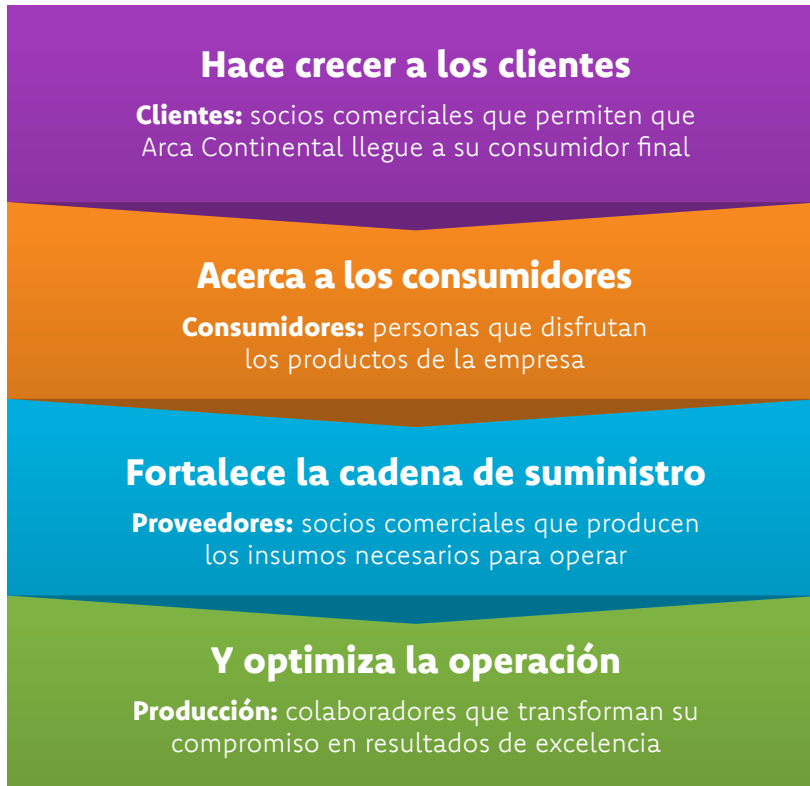 Hace crecer a los clientes
Clientes: socios comerciales que permiten que
Arca Continental llegue a su consumidor final
Acerca a los consumidores
Consumidores: personas que disfrutan
los productos de la empresa
Fortalece la cadena de suministro
Proveedores: socios comerciales que producen
los insumos necesarios para operar
Y optimiza la operación
Producción: colaboradores que transforman su
compromiso en resultados de excelencia